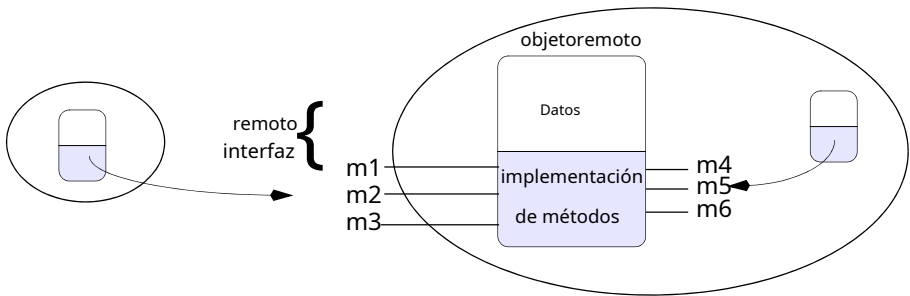 objetoremoto
Datos
remoto
interfaz
{
m1
m2
m3
implementación
de métodos
m4
m5
m6